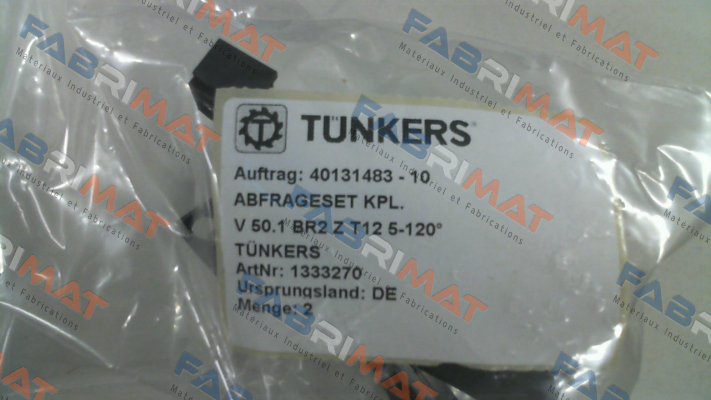 TÜNKERS
Auftrag: 40131483 - 10
ABFRAGESET KPL.
V 50.1 BR2 Z T12 5-120°
TÜNKERS
ArtNr: 1333270
Ursprungsland: DE
Menge: 2
FABRIMAT
Materiaux Industriel et Fabrications